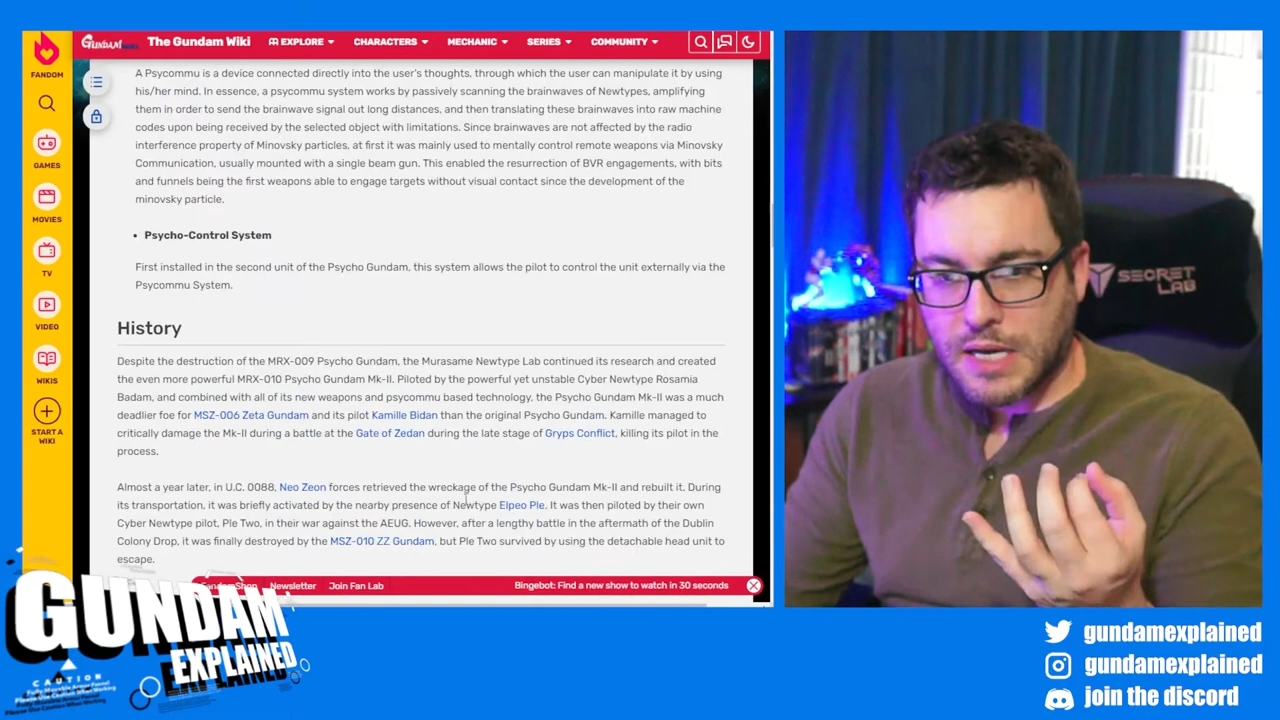 FANDOM
GAMES
MOVIES
TV
VIDEO
WIKIS
START A
WIKI
GUNDAM
The Gundam Wiki
EXPLORE
CHARACTERS
MECHANIC
SERIES
COMMUNITY
A Psycommu is a device connected directly into the user's thoughts, through which the user can manipulate it by using
his/her mind. In essence, a psycommu system works by passively scanning the brainwaves of Newtypes, amplifying
them in order to send the brainwave signal out long distances, and then translating these brainwaves into raw machine
codes upon being received by the selected object with limitations. Since brainwaves are not affected by the radio
interference property of Minovsky particles, at first it was mainly used to mentally control remote weapons via Minovsky
Communication, usually mounted with a single beam gun. This enabled the resurrection of BVR engagements, with bits
and funnels being the first weapons able to engage targets without visual contact since the development of the
minovsky particle.
• Psycho-Control System
First installed in the second unit of the Psycho Gundam, this system allows the pilot to control the unit externally via the
Psycommu System.
History
Despite the destruction of the MRX-009 Psycho Gundam, the Murasame Newtype Lab continued its research and created
the even more powerful MRX-010 Psycho Gundam Mk-II. Piloted by the powerful yet unstable Cyber Newtype Rosamia
Badam, and combined with all of its new weapons and psycommu based technology, the Psycho Gundam Mk-II was a much
deadlier foe for MSZ-006 Zeta Gundam and its pilot Kamille Bidan than the original Psycho Gundam. Kamille managed to
critically damage the Mk-II during a battle at the Gate of Zedan during the late stage of Gryps Conflict, killing its pilot in the
process.
Almost a year later, in U.C. 0088, Neo Zeon forces retrieved the wreckage of the Psycho Gundam Mk-II and rebuilt it. During
its transportation, it was briefly activated by the nearby presence of Newtype Elpeo Ple. It was then piloted by their own
Cyber Newtype pilot, Ple Two, in their war against the AEUG. However, after a lengthy battle in the aftermath of the Dublin
Colony Drop, it was finally destroyed by the MSZ-010 ZZ Gundam, but Ple Two survived by using the detachable head unit to
escape.
Newsletter
Join Fan Lab
Bingebot: Find a new show to watch in 30 seconds
SECRET
LAB
GUNDAM
EXPLAINED
CAUTION
gundamexplained
gundamexplained
join the discord